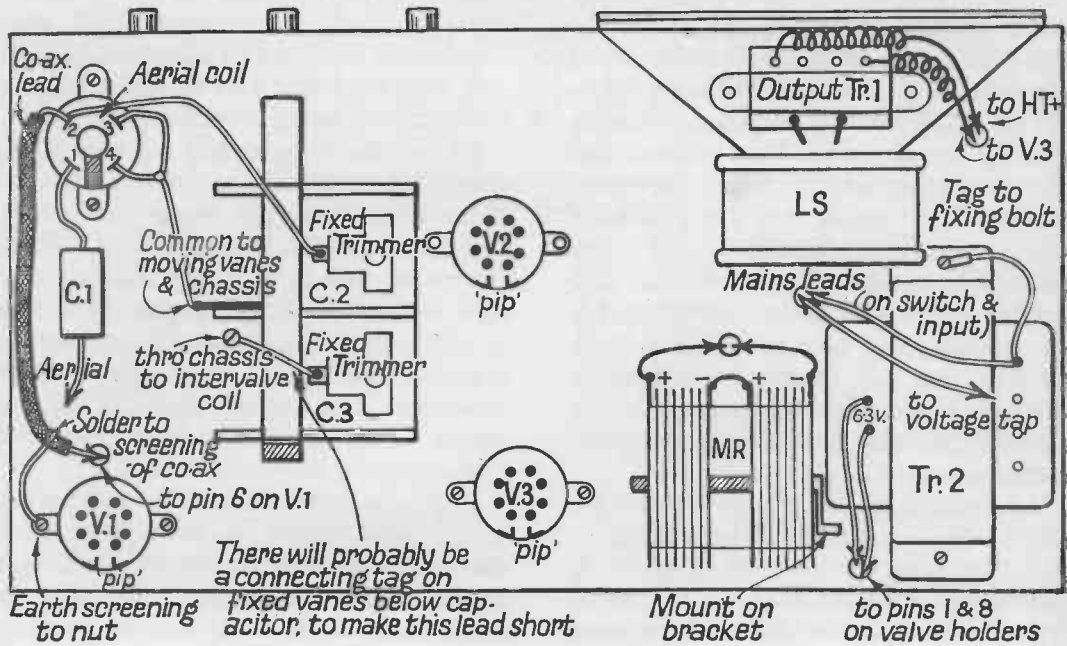 Co-ax.
lead
Aerial coil
2
3
1
4
C.1
Aerial
Common to
moving vanes
& chassis
Fixed
Trimmer
C.2
thro' chassis
to intervalve
coil
Fixed
Trimmer
C.3
Solder to
screening
of co-ax
to pin 6 on V.1
V.1
'pip'
Earth screening
to nut
There will probably be
a connecting tag on
fixed vanes below cap-
acitor, to make this lead short
V.2
'pip'
V.3
'pip'
Output Tr.1
to HT+
to V.3
LS
Tag to
fixing bolt
Mains leads
(on switch &
input)
+ - + -
MR
6·3v.
to
voltage tap
Tr.2
Mount on
bracket
to pins 1 & 8
on valve holders